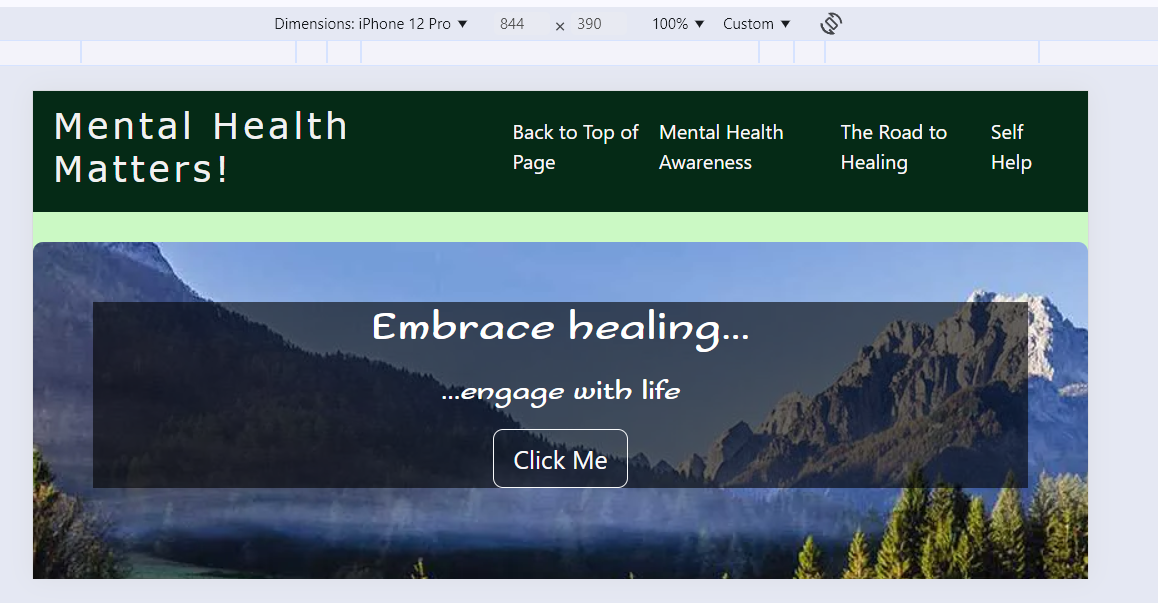 Dimensions: iPhone 12 Pro ▼ 844 × 390 100% ▼ Custom ▼
Mental Health
Matters!
Back to Top of
Page
Mental Health
Awareness
The Road to
Healing
Self
Help
Embrace healing...
...engage with life
Click Me